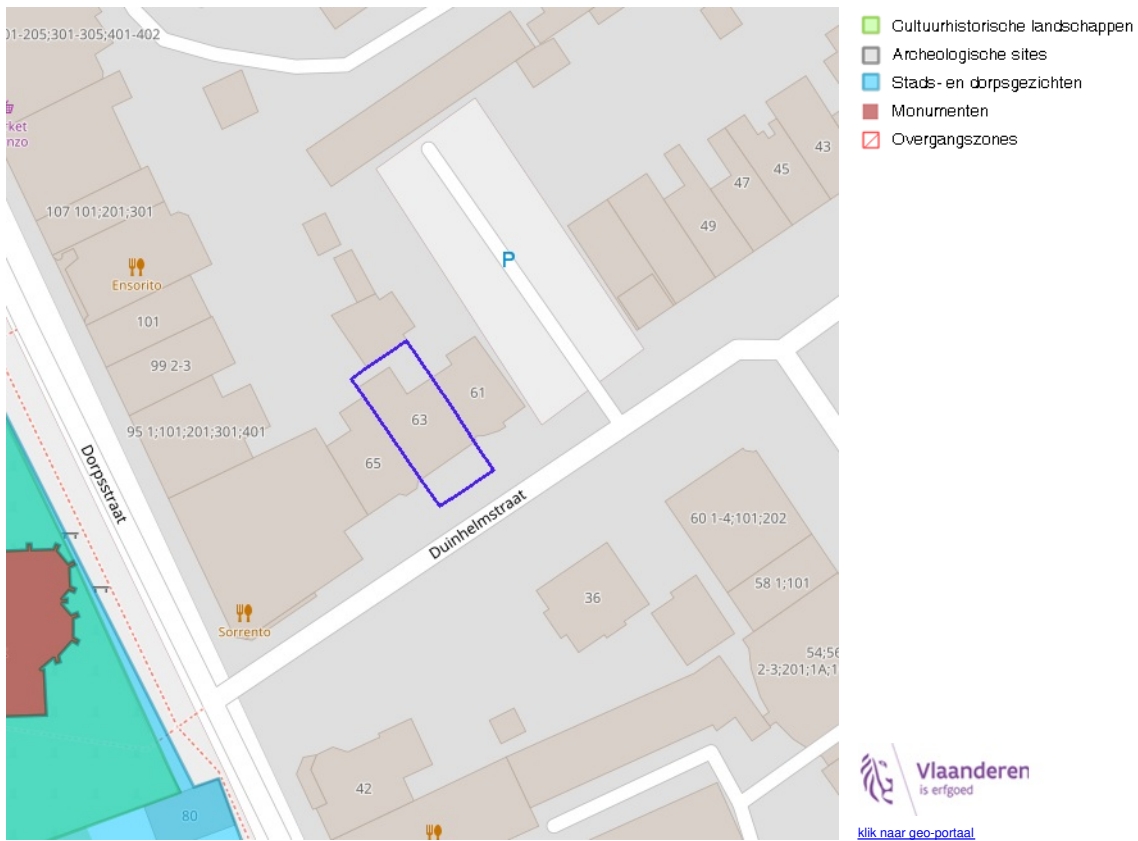 01-205;301-305;401-402
rket
nzo
107 101;201;301
Ensorito
101
99 2-3
95 1;101;201;301;401
Dorpsstraat
P
43
45
47
49
61
63
65
Duinhelmstraat
60 1-4;101;202
58 1;101
36
54;56
2-3;201;1A;1
Sorrento
42
80
Cultuurhistorische landschappen
Archeologische sites
Stads- en dorpsgezichten
Monumenten
Overgangszones
Vlaanderen
is erfgoed
klik naar geo-portaal